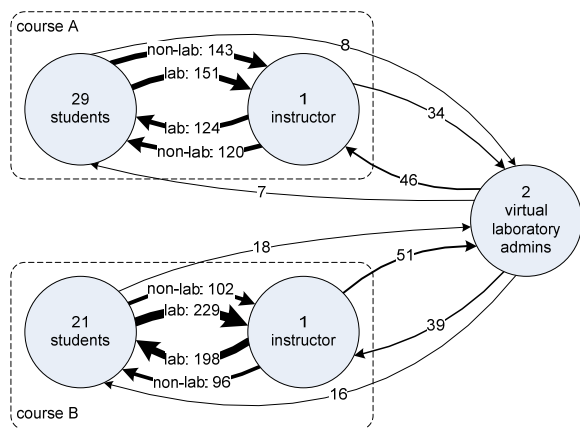 course A
8
non-lab: 143
lab: 151
29
students
1
instructor
34
lab: 124
non-lab: 120
46
7
2
virtual
laboratory
admins
18
51
non-lab: 102
lab: 229
21
students
1
instructor
39
lab: 198
non-lab: 96
16
course B